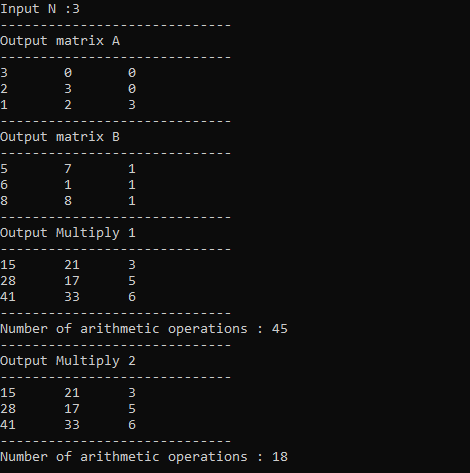 Input N :3
-----------------------------
Output matrix A
-----------------------------
3       0       0
2       3       0
1       2       3
-----------------------------
Output matrix B
-----------------------------
5       7       1
6       1       1
8       8       1
-----------------------------
Output Multiply 1
-----------------------------
15      21      3
28      17      5
41      33      6
-----------------------------
Number of arithmetic operations : 45
-----------------------------
Output Multiply 2
-----------------------------
15      21      3
28      17      5
41      33      6
-----------------------------
Number of arithmetic operations : 18